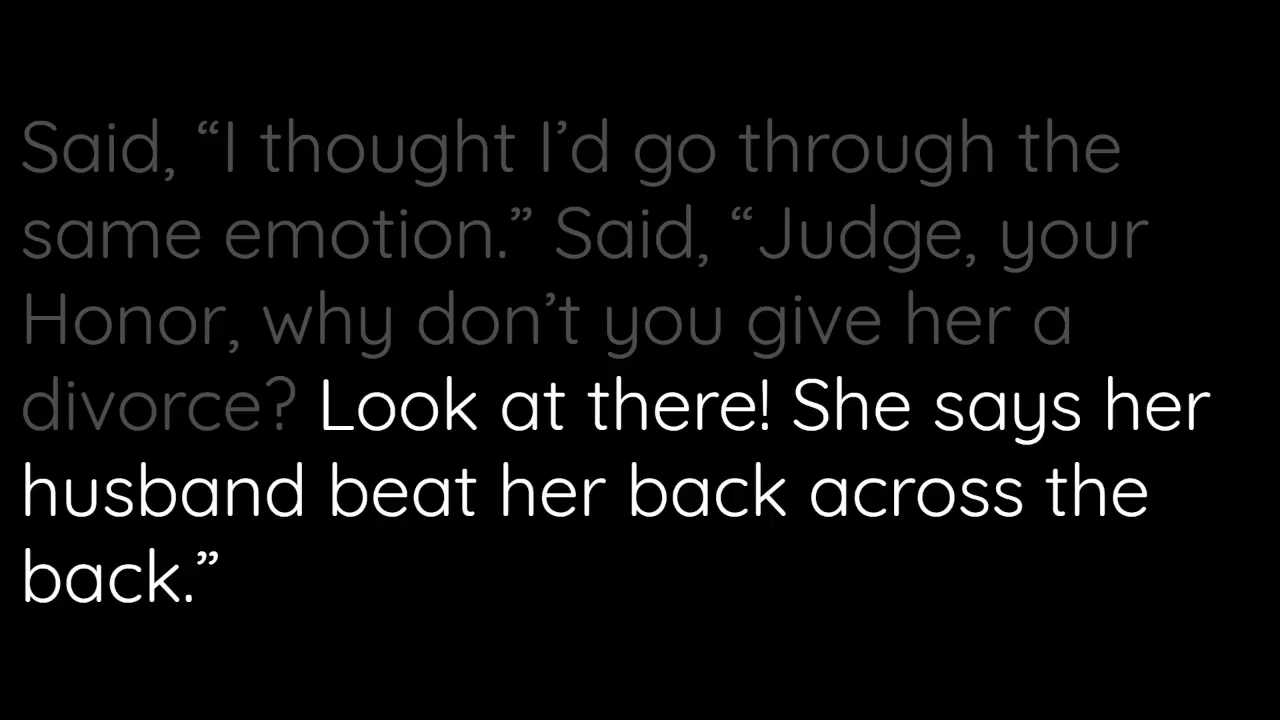 Said, “I thought I’d go through the
same emotion.” Said, “Judge, your
Honor, why don’t you give her a
divorce? Look at there! She says her
husband beat her back across the
back.”